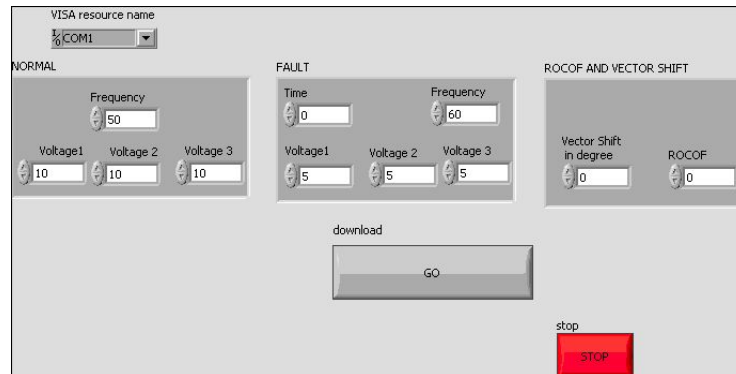 VISA resource name
I/O COM1
NORMAL
Frequency
50
Voltage1 Voltage 2 Voltage 3
10 10 10
FAULT
Time Frequency
0 60
Voltage1 Voltage 2 Voltage 3
5 5 5
ROCOF AND VECTOR SHIFT
Vector Shift
in degree ROCOF
0 0
download
GO
stop
STOP